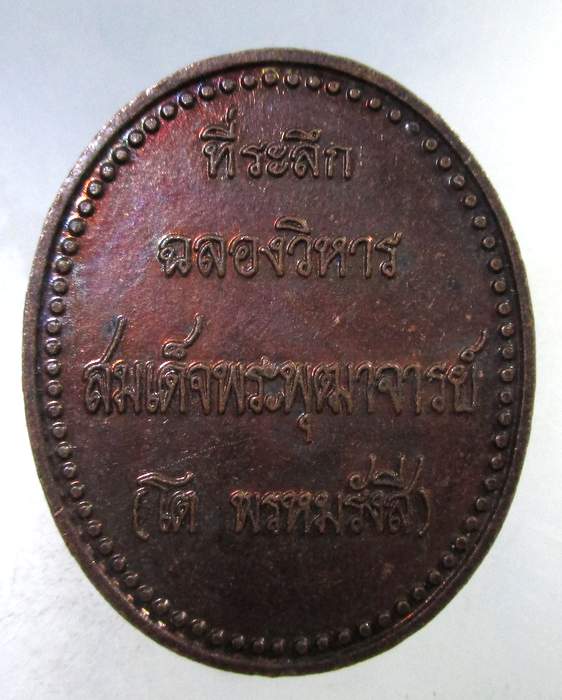 ที่ระลึก
ฉลองวิหาร
สมเด็จพระพุฒาจารย์
(โต พรหมรังสี)